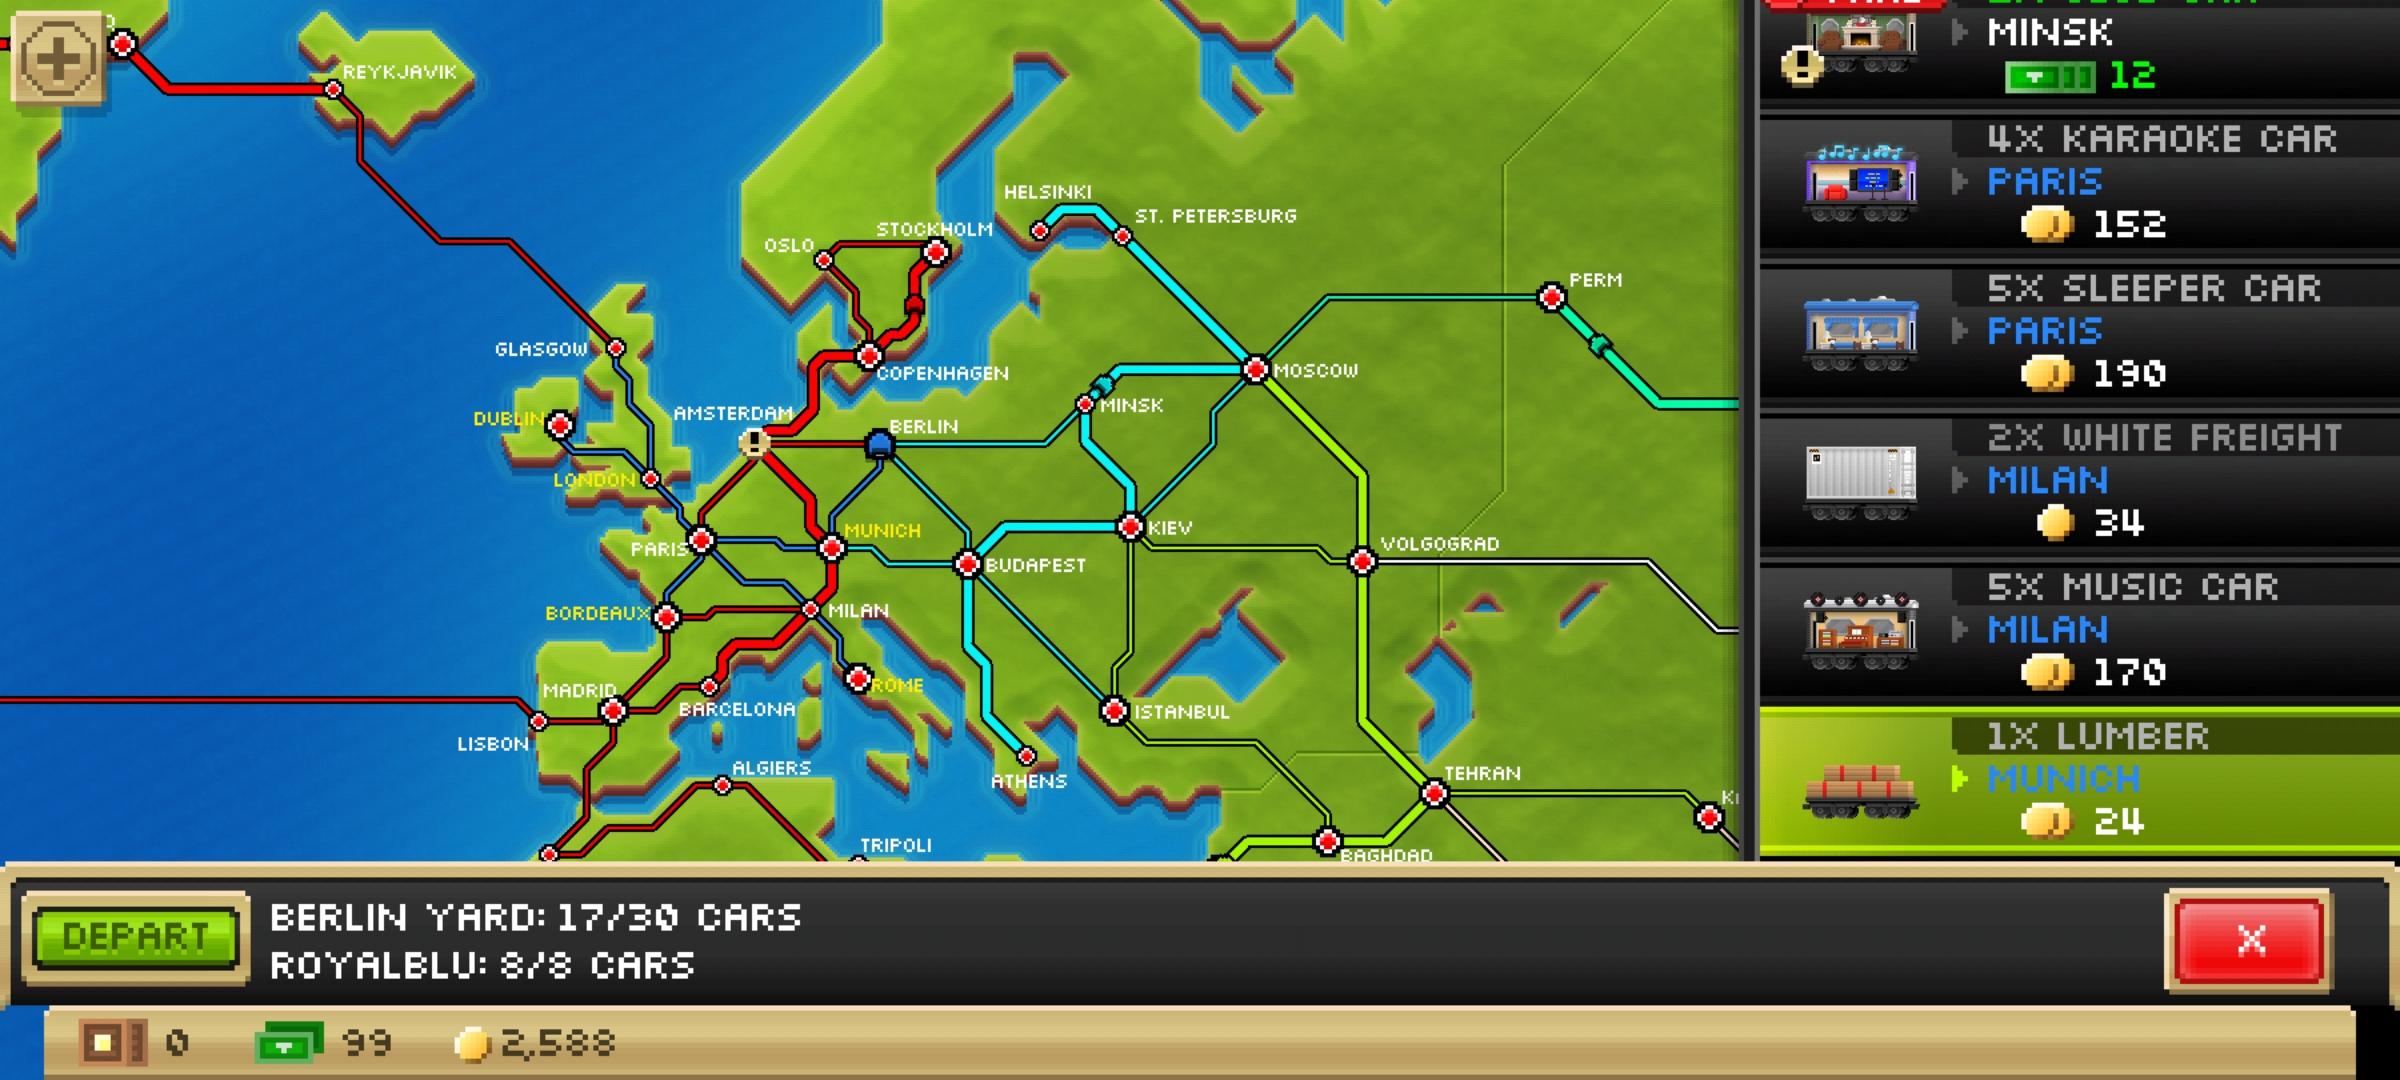 REYKJAVIK
HELSINKI
ST. PETERSBURG
STOCKHOLM
OSLO
PERM
GLASGOW
COPENHAGEN
MOSCOW
AMSTERDAM
MINSK
DUBLIN
BERLIN
LONDON
MUNICH
KIEV
PARIS
VOLGOGRAD
BUDAPEST
BORDEAUX
MILAN
MADRID
ROME
BARCELONA
ISTANBUL
LISBON
ALGIERS
ATHENS
TEHRAN
TRIPOLI
BAGHDAD
MINSK
12
4X KARAOKE CAR
PARIS
152
5X SLEEPER CAR
PARIS
190
2X WHITE FREIGHT
MILAN
34
5X MUSIC CAR
MILAN
170
1X LUMBER
MUNICH
24
DEPART
BERLIN YARD: 17/30 CARS
ROYALBLU: 8/8 CARS
X
0
99
2,588